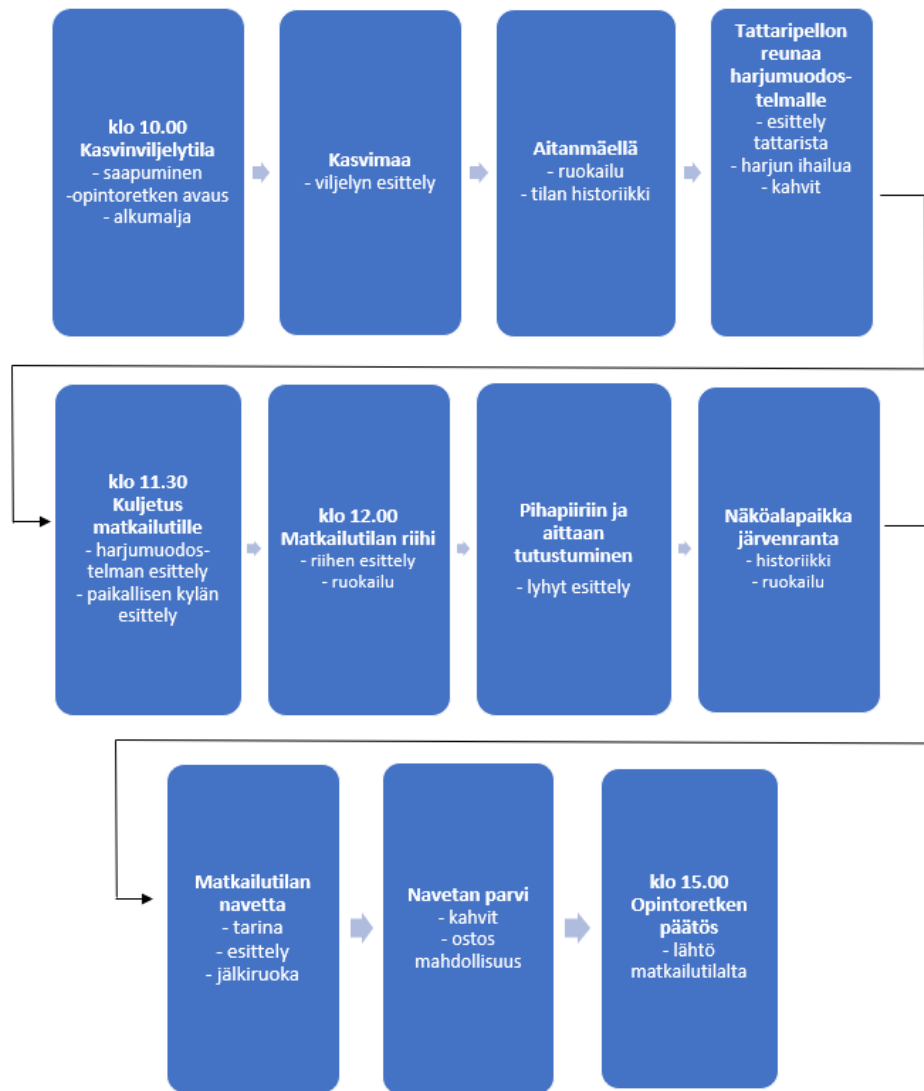 klo 10.00
Kasvinviljelytila
- saapuminen
-opintoretken avaus
- alkumalja
Kasvimaa
- viljelyn esittely
Aitanmäellä
- ruokailu
- tilan historiikki
Tattaripellon
reunaa
harjumuodos-
telmalle
- esittely
tattarista
- harjun ihailua
- kahvit
klo 11.30
Kuljetus
matkailutille
- harjumuodos-
telman esittely
- paikallisen kylän
esittely
klo 12.00
Matkailutilan riihi
- riihen esittely
- ruokailu
Pihapiiriin ja
aittaan
tutustuminen
- lyhyt esittely
Näköalapaikka
järvenranta
- historiikki
- ruokailu
Matkailutilan
navetta
- tarina
- esittely
- jälkiruoka
Navetan parvi
- kahvit
- ostos
mahdollisuus
klo 15.00
Opintoretken
päätös
- lähtö
matkailutilalta